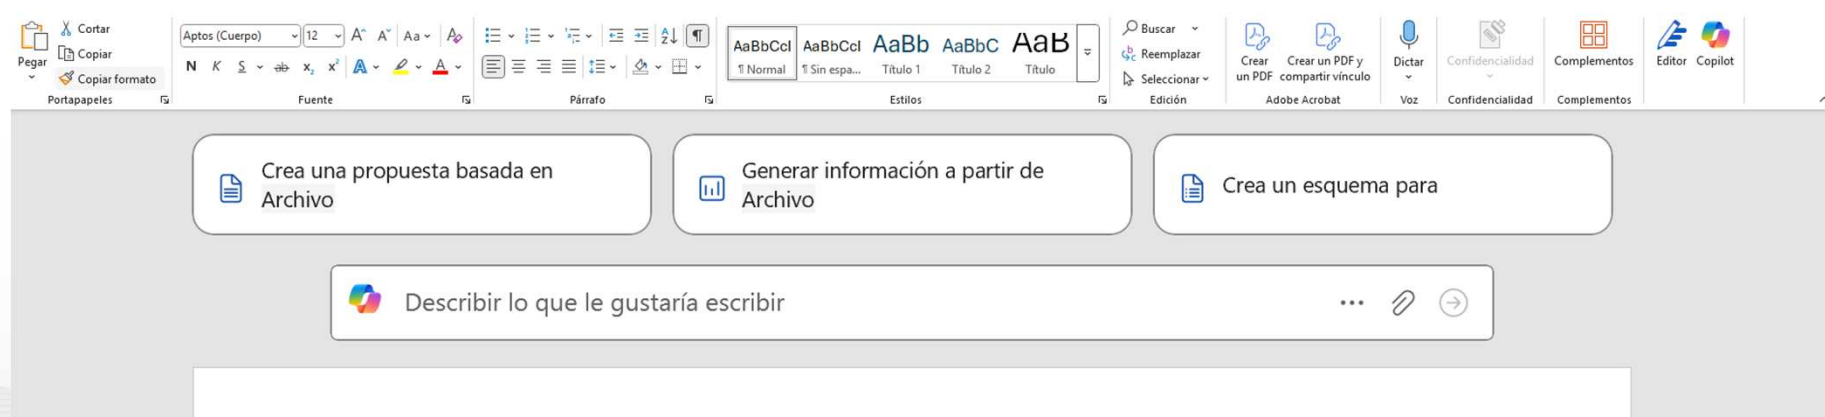 Cortar
Copiar
Pegar
Copiar formato
Portapapeles
Aptos (Cuerpo) 12 A A Aa A
N K S ab x₂ x² A A
Fuente
Párrafo
AaBbCcI AaBbCcI AaBb AaBbC AaB
¶ Normal ¶ Sin espa... Título 1 Título 2 Título
Estilos
Buscar
Reemplazar
Seleccionar
Edición
Crear un PDF
Crear un PDF y compartir vínculo
Adobe Acrobat
Dictar
Voz
Confidencialidad
Confidencialidad
Complementos
Complementos
Editor Copilot
Crea una propuesta basada en
Archivo
Generar información a partir de
Archivo
Crea un esquema para
Describir lo que le gustaría escribir